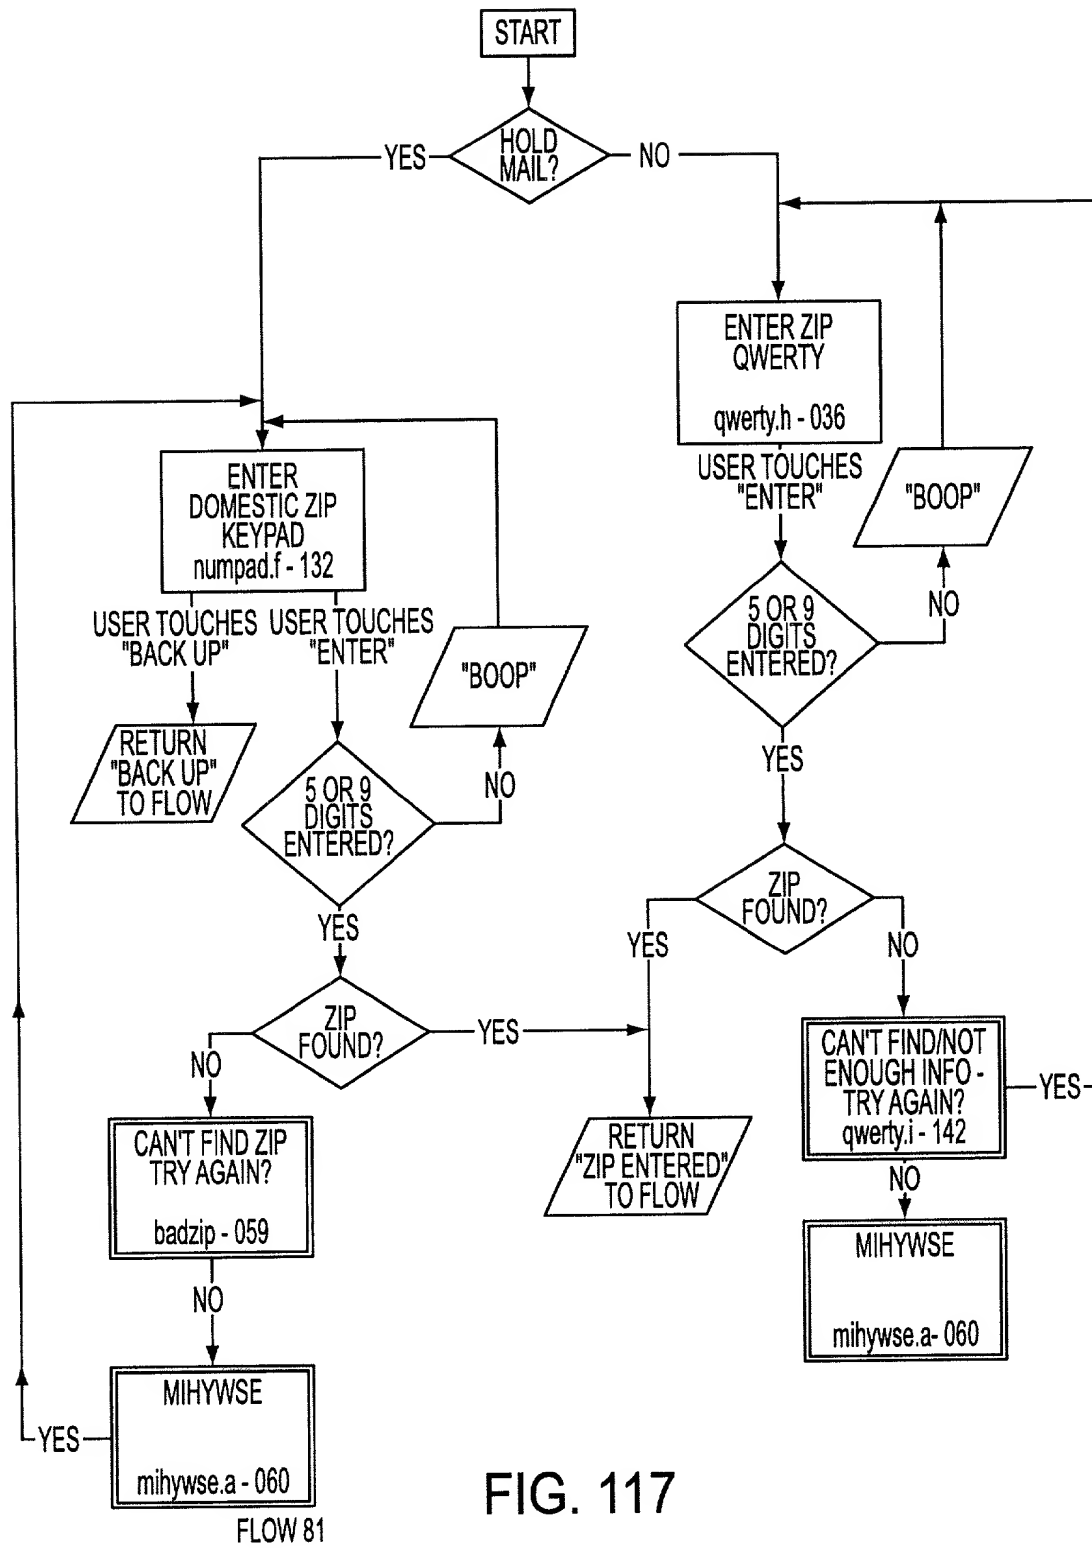 START
HOLD
MAIL?
YES
NO
ENTER ZIP
QWERTY
qwerty.h - 036
USER TOUCHES
"ENTER"
"BOOP"
5 OR 9
DIGITS
ENTERED?
NO
YES
ZIP
FOUND?
YES
NO
CAN'T FIND/NOT
ENOUGH INFO -
TRY AGAIN?
qwerty.i - 142
YES
NO
MIHYWSE
mihywse.a- 060
ENTER
DOMESTIC ZIP
KEYPAD
numpad.f - 132
USER TOUCHES
"BACK UP"
USER TOUCHES
"ENTER"
"BOOP"
RETURN
"BACK UP"
TO FLOW
5 OR 9
DIGITS
ENTERED?
NO
YES
ZIP
FOUND?
YES
NO
RETURN
"ZIP ENTERED"
TO FLOW
CAN'T FIND ZIP
TRY AGAIN?
badzip - 059
NO
MIHYWSE
mihywse.a - 060
YES
FLOW 81
FIG. 117